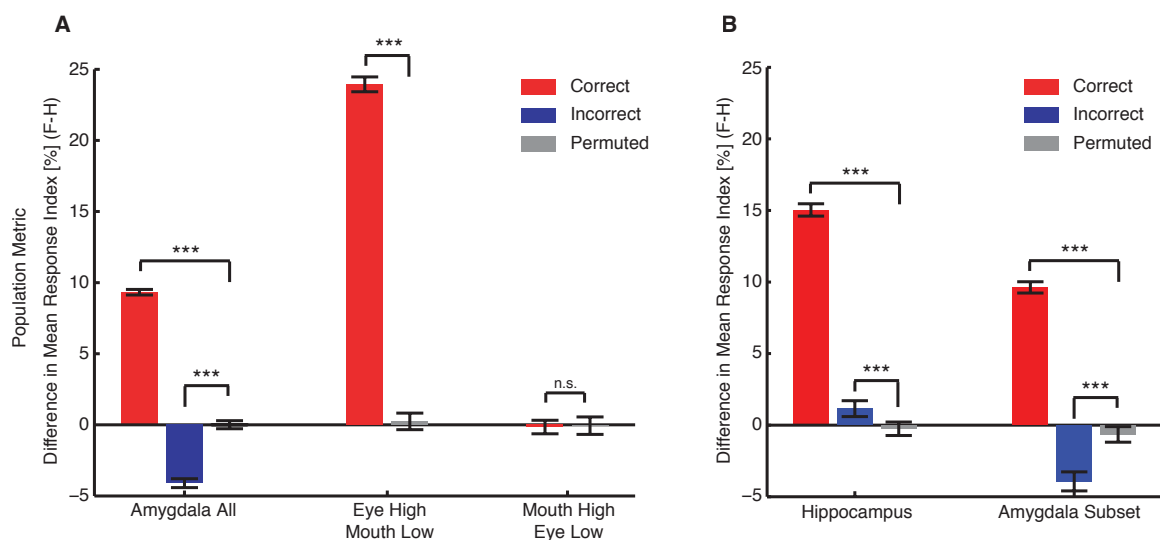 A
Population Metric
Difference in Mean Response Index [%] (F-H)
25
20
15
10
5
0
−5
***
***
***
n.s.
Correct
Incorrect
Permuted
Amygdala All
Eye High
Mouth Low
Mouth High
Eye Low
B
Difference in Mean Response Index [%] (F-H)
25
20
15
10
5
0
−5
Correct
Incorrect
Permuted
***
***
***
***
Hippocampus
Amygdala Subset